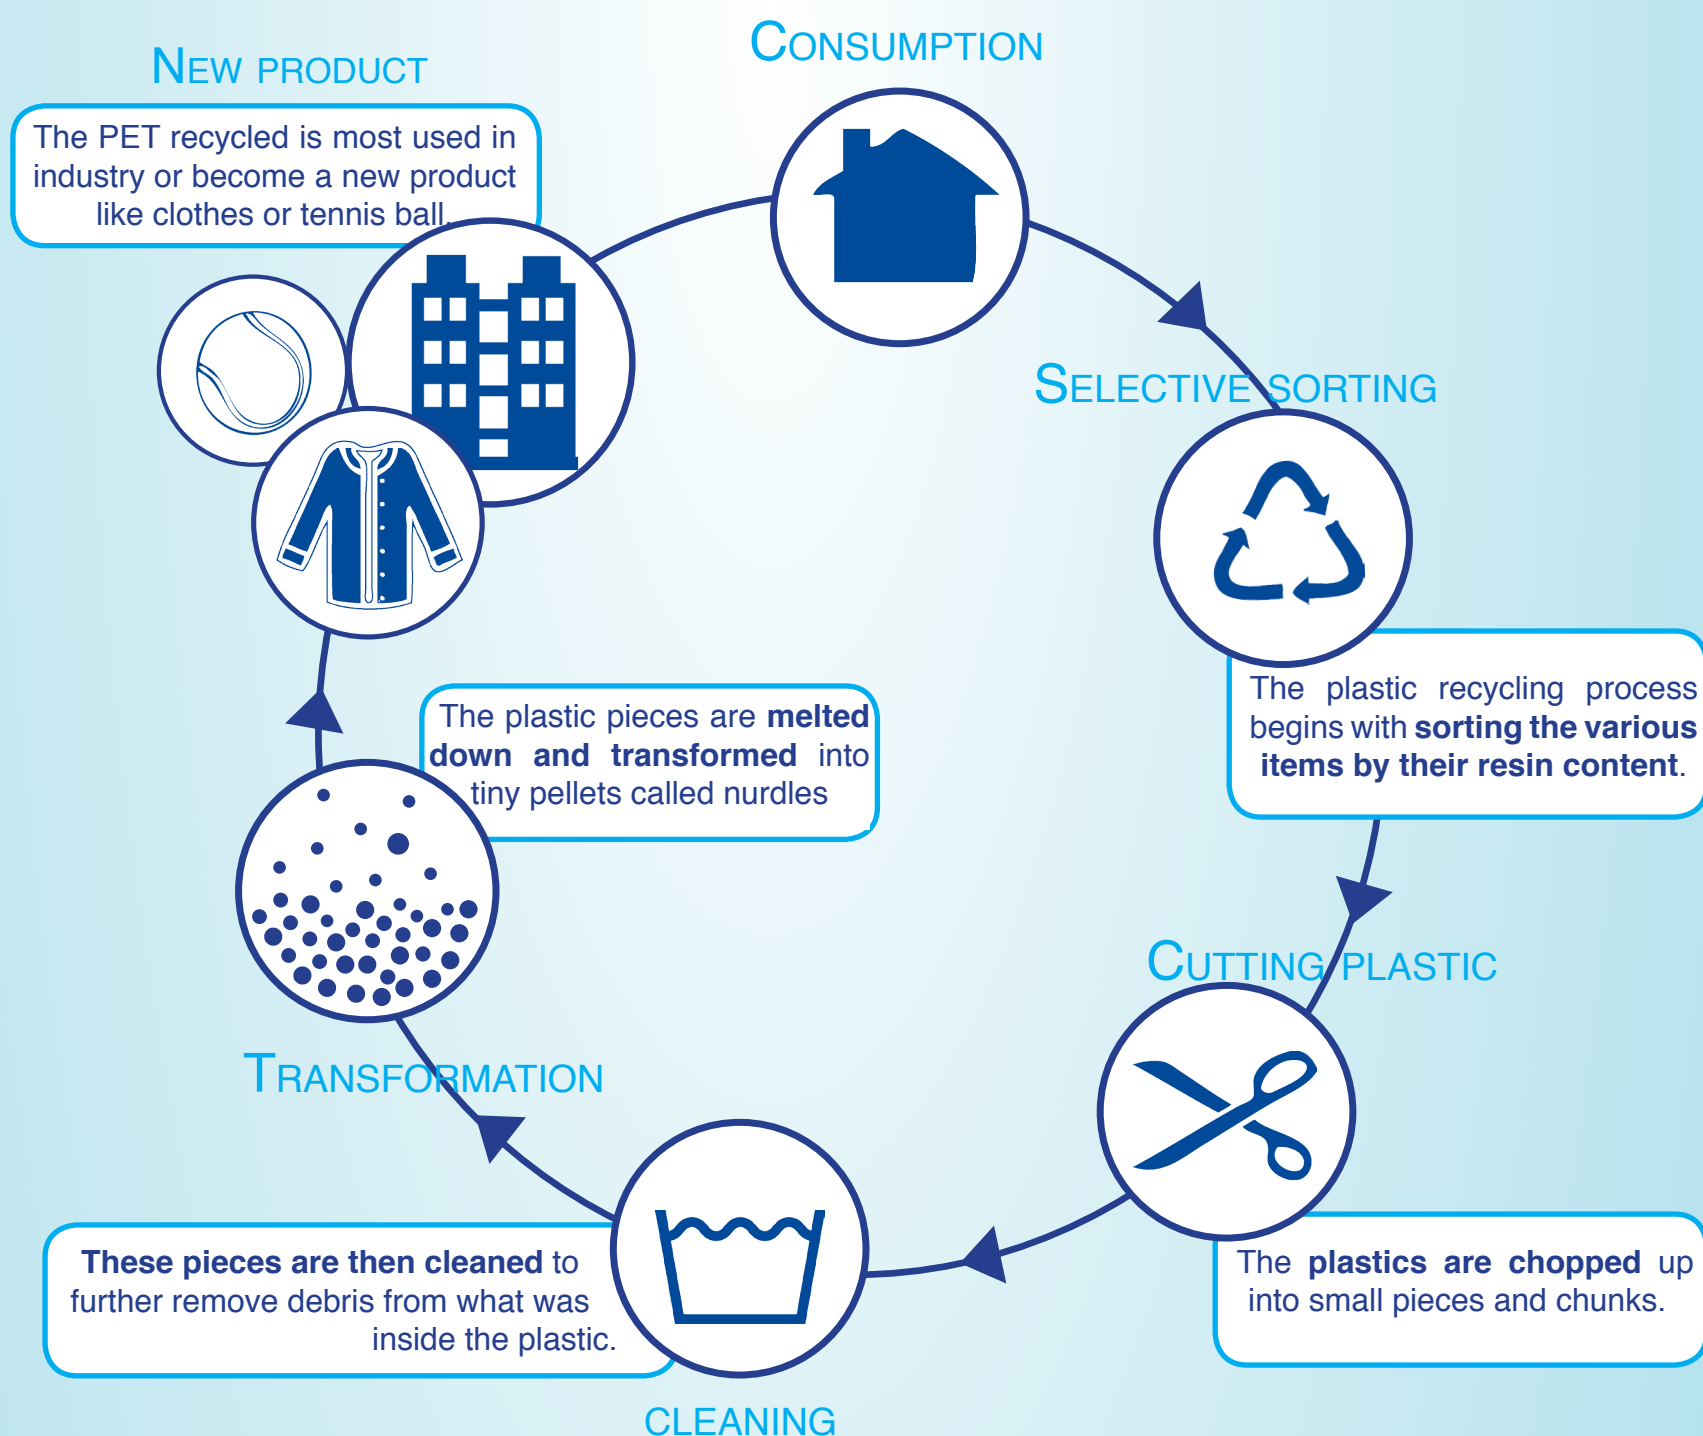 CONSUMPTION
NEW PRODUCT
The PET recycled is most used in
industry or become a new product
like clothes or tennis ball.
SELECTIVE SORTING
The plastic recycling process
begins with sorting the various
items by their resin content.
The plastic pieces are melted
down and transformed into
tiny pellets called nurdles
CUTTING PLASTIC
TRANSFORMATION
The plastics are chopped up
into small pieces and chunks.
These pieces are then cleaned to
further remove debris from what was
inside the plastic.
CLEANING